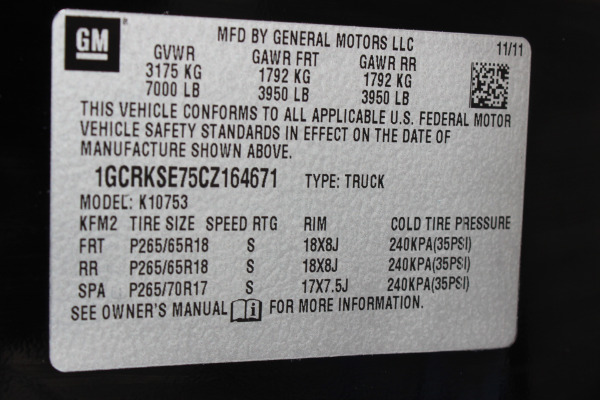 GM
MFD BY GENERAL MOTORS LLC 11/11
GVWR GAWR FRT GAWR RR
3175 KG 1792 KG 1792 KG
7000 LB 3950 LB 3950 LB
THIS VEHICLE CONFORMS TO ALL APPLICABLE U.S. FEDERAL MOTOR
VEHICLE SAFETY STANDARDS IN EFFECT ON THE DATE OF
MANUFACTURE SHOWN ABOVE.
1GCRKSE75CZ164671 TYPE: TRUCK
MODEL: K10753
KFM2 TIRE SIZE SPEED RTG RIM COLD TIRE PRESSURE
FRT P265/65R18 S 18X8J 240KPA(35PSI)
RR P265/65R18 S 18X8J 240KPA(35PSI)
SPA P265/70R17 S 17X7.5J 240KPA(35PSI)
SEE OWNER'S MANUAL i FOR MORE INFORMATION.